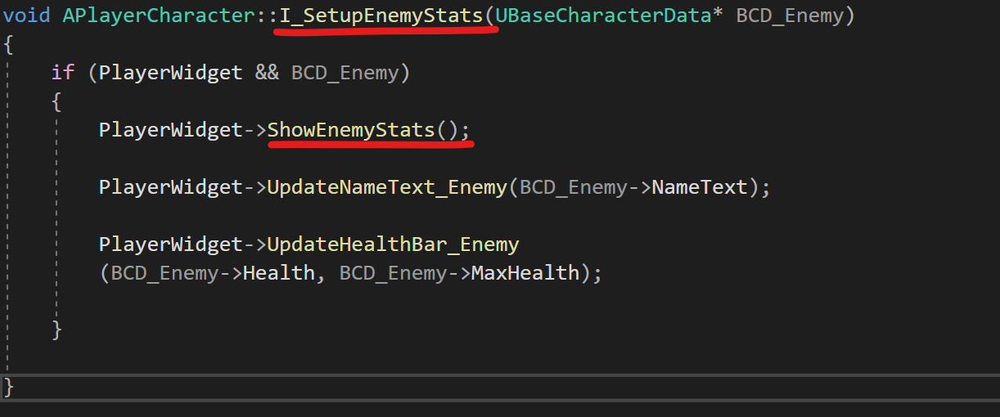 void APlayerCharacter::I_SetupEnemyStats(UBaseCharacterData* BCD_Enemy)
{
if (PlayerWidget && BCD_Enemy)
{
PlayerWidget->ShowEnemyStats();
PlayerWidget->UpdateNameText_Enemy(BCD_Enemy->NameText);
PlayerWidget->UpdateHealthBar_Enemy
(BCD_Enemy->Health, BCD_Enemy->MaxHealth);
}
}